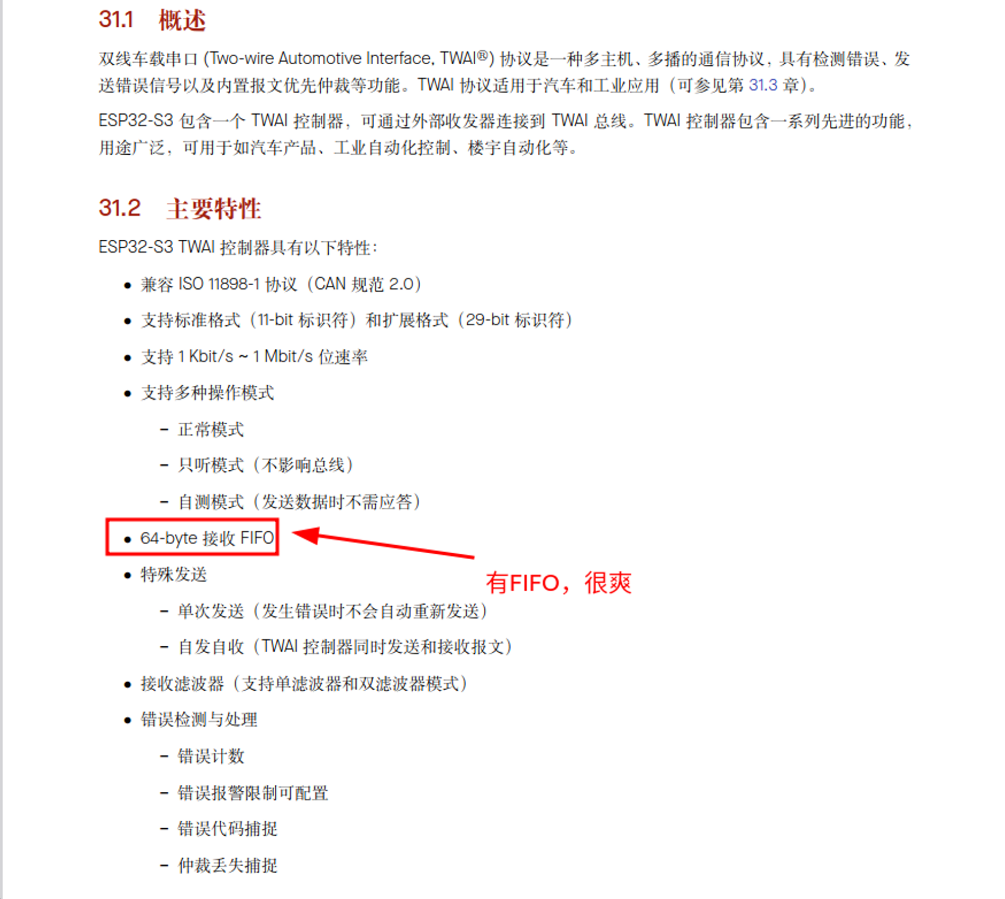 31.1 概述
双线车载串口 (Two-wire Automotive Interface, TWAI®) 协议是一种多主机、多播的通信协议，具有检测错误、发
送错误信号以及内置报文优先仲裁等功能。TWAI 协议适用于汽车和工业应用（可参见第 31.3 章）。
ESP32-S3 包含一个 TWAI 控制器，可通过外部收发器连接到 TWAI 总线。TWAI 控制器包含一系列先进的功能，
用途广泛，可用于如汽车产品、工业自动化控制、楼宇自动化等。
31.2 主要特性
ESP32-S3 TWAI 控制器具有以下特性：
• 兼容 ISO 11898-1 协议（CAN 规范 2.0）
• 支持标准格式（11-bit 标识符）和扩展格式（29-bit 标识符）
• 支持 1 Kbit/s ~ 1 Mbit/s 位速率
• 支持多种操作模式
– 正常模式
– 只听模式（不影响总线）
– 自测模式（发送数据时不需应答）
• 64-byte 接收 FIFO
有FIFO，很爽
• 特殊发送
– 单次发送（发生错误时不会自动重新发送）
– 自发自收（TWAI 控制器同时发送和接收报文）
• 接收滤波器（支持单滤波器和双滤波器模式）
• 错误检测与处理
– 错误计数
– 错误报警限制可配置
– 错误代码捕捉
– 仲裁丢失捕捉